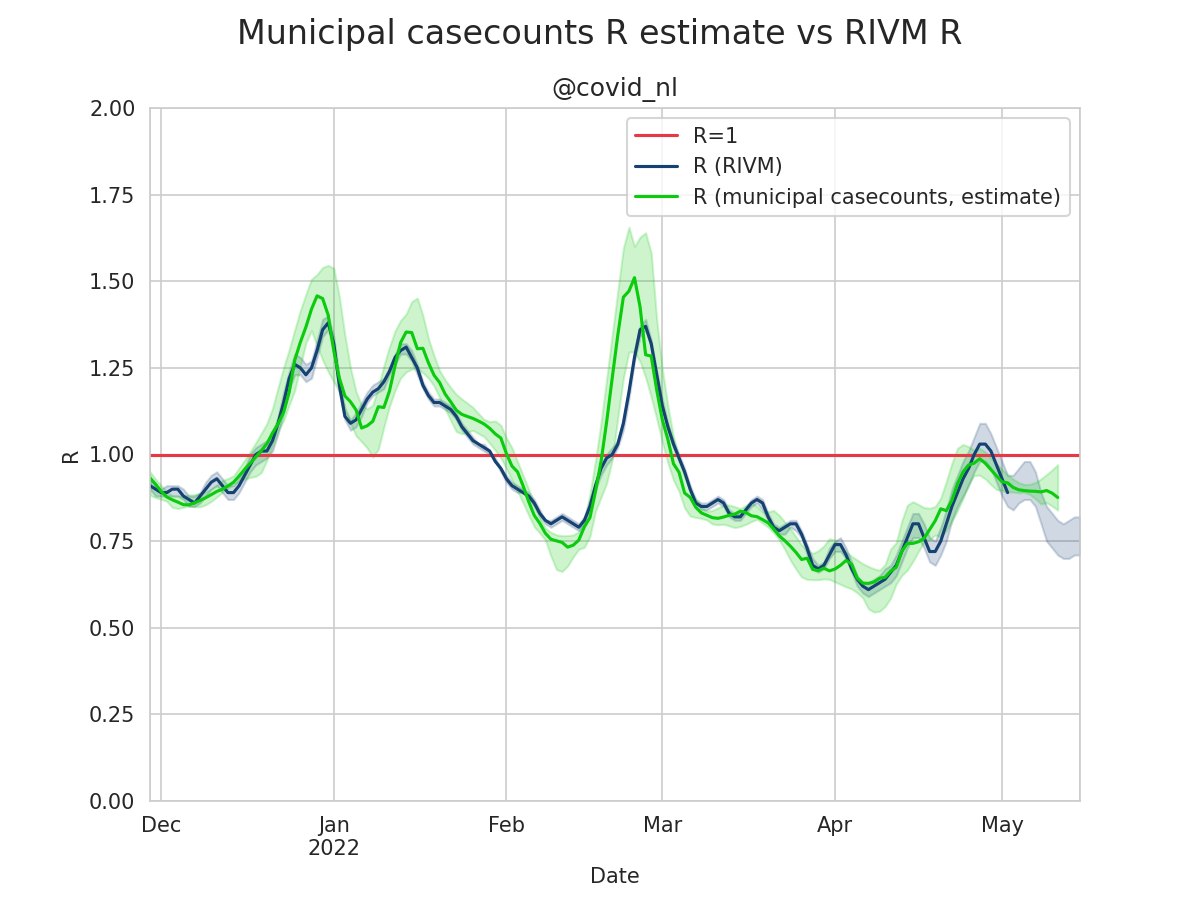 Municipal casecounts R estimate vs RIVM R
@covid_nl
R=1
R (RIVM)
R (municipal casecounts, estimate)
2.00
1.75
1.50
1.25
1.00
0.75
0.50
0.25
0.00
R
Dec Jan Feb Mar Apr May
2022
Date